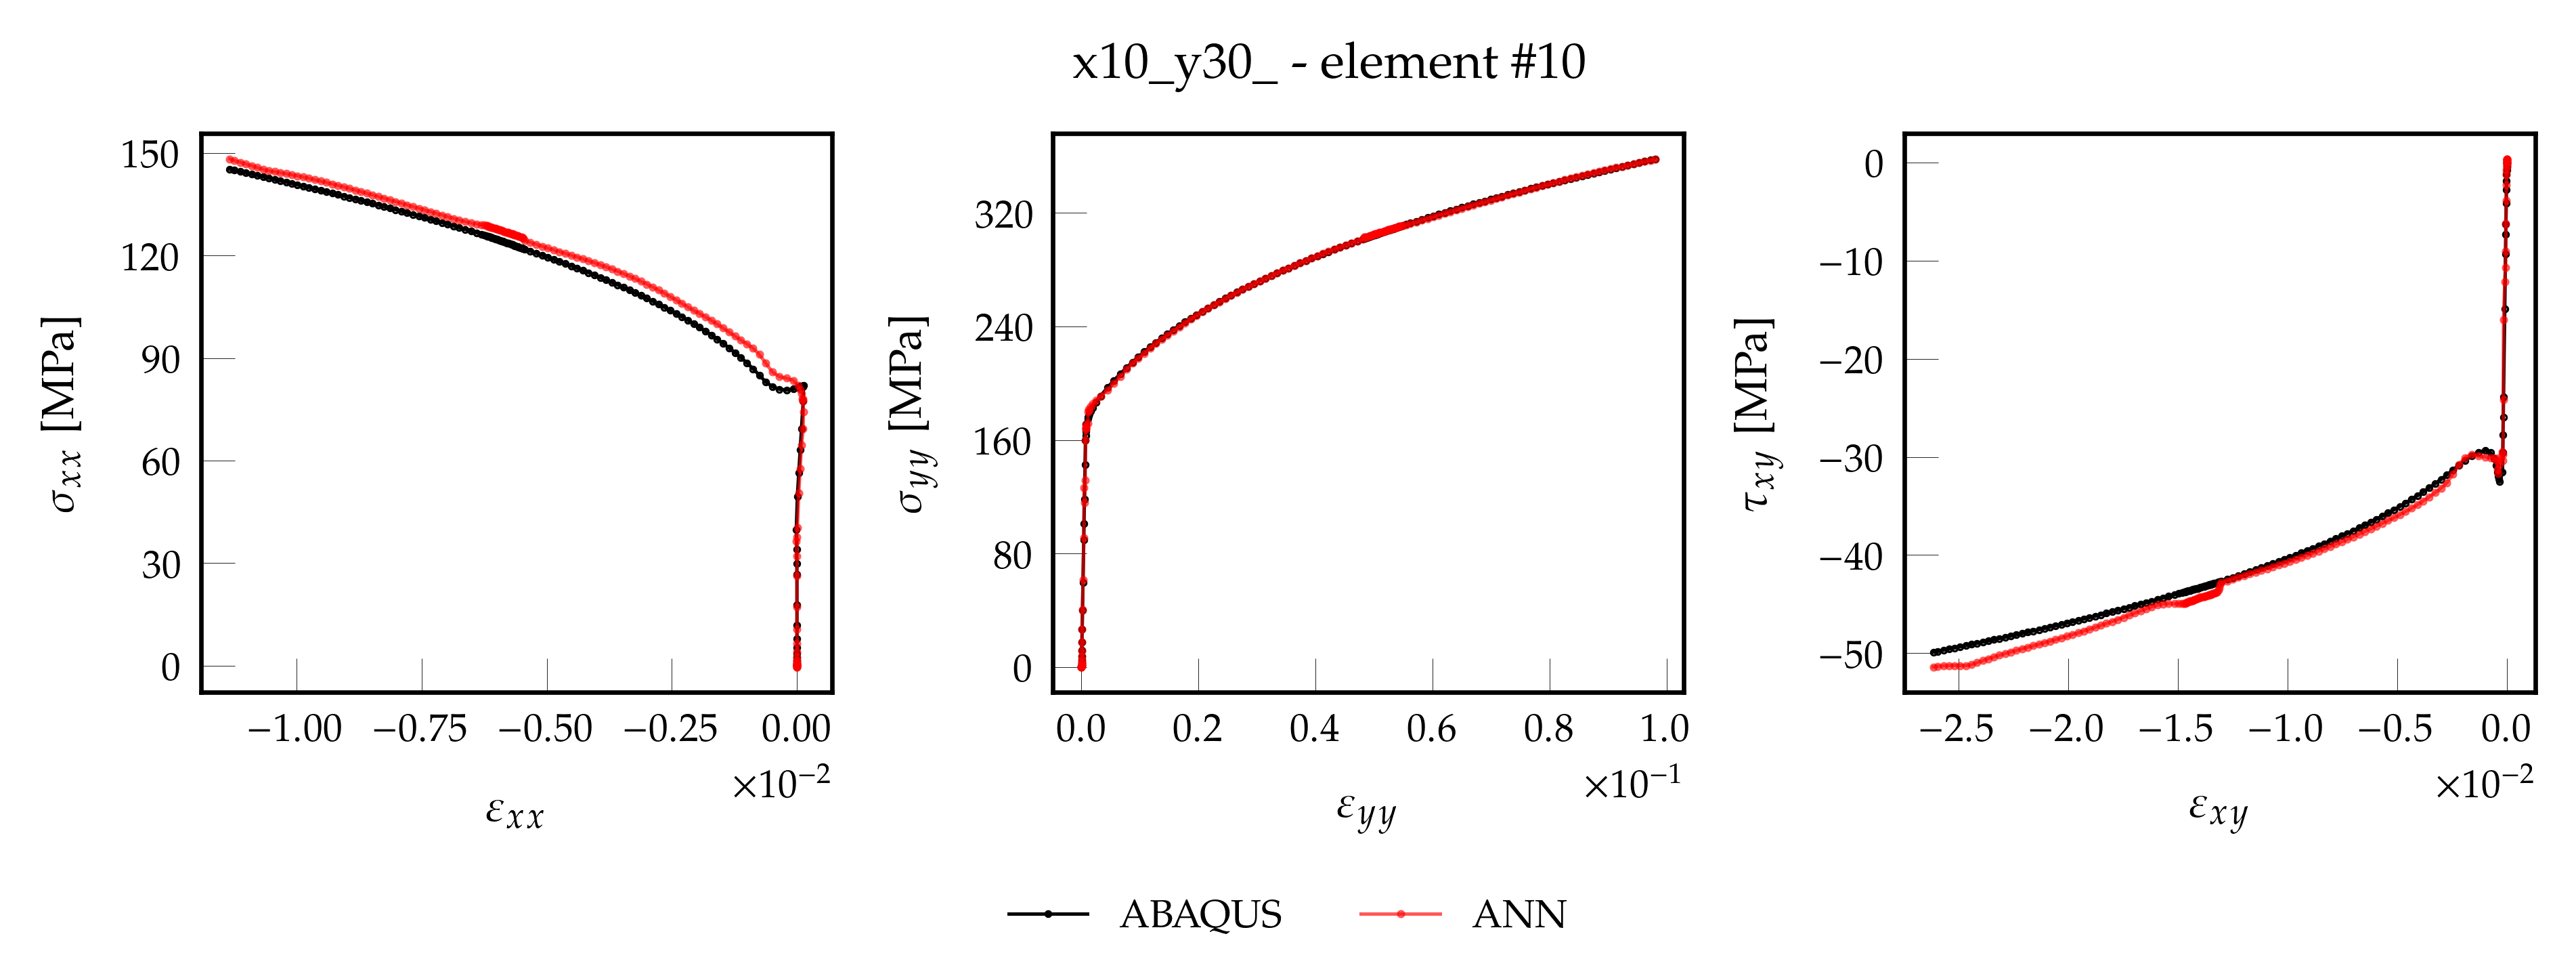 x10_y30_ - element #10
150
120
90
60
30
0
σxx [MPa]
−1.00 −0.75 −0.50 −0.25 0.00
×10−2
εxx
320
240
160
80
0
σyy [MPa]
0.0 0.2 0.4 0.6 0.8 1.0
×10−1
εyy
0
−10
−20
−30
−40
−50
τxy [MPa]
−2.5 −2.0 −1.5 −1.0 −0.5 0.0
×10−2
εxy
ABAQUS ANN